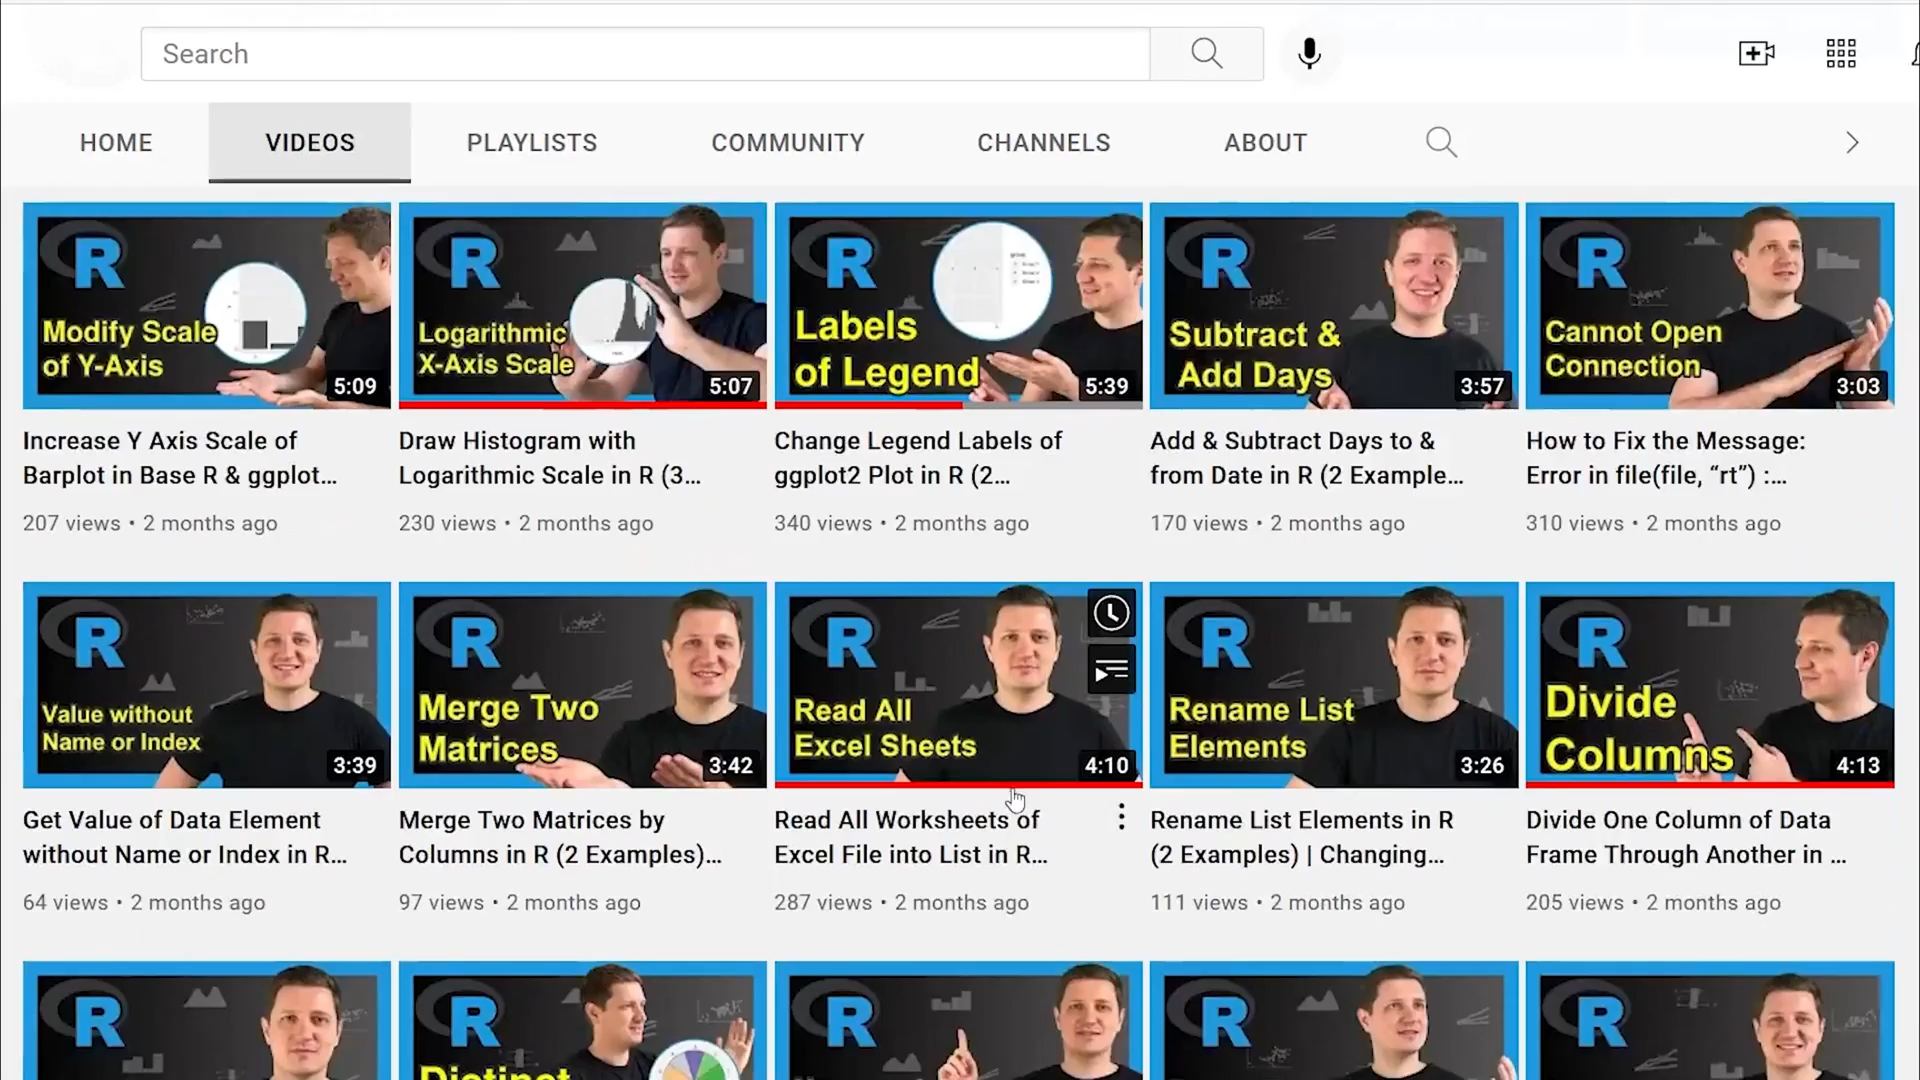 Search
HOME
VIDEOS
PLAYLISTS
COMMUNITY
CHANNELS
ABOUT
R
Modify Scale
of Y-Axis
5:09
R
Logarithmic
X-Axis Scale
5:07
R
Labels
of Legend
5:39
R
Subtract &
Add Days
3:57
R
Cannot Open
Connection
3:03
Increase Y Axis Scale of
Barplot in Base R & ggplot...
207 views • 2 months ago
Draw Histogram with
Logarithmic Scale in R (3...
230 views • 2 months ago
Change Legend Labels of
ggplot2 Plot in R (2...
340 views • 2 months ago
Add & Subtract Days to &
from Date in R (2 Example...
170 views • 2 months ago
How to Fix the Message:
Error in file(file, “rt”) :...
310 views • 2 months ago
R
Value without
Name or Index
3:39
R
Merge Two
Matrices
3:42
R
Read All
Excel Sheets
4:10
R
Rename List
Elements
3:26
R
Divide
Columns
4:13
Get Value of Data Element
without Name or Index in R...
64 views • 2 months ago
Merge Two Matrices by
Columns in R (2 Examples)...
97 views • 2 months ago
Read All Worksheets of
Excel File into List in R...
287 views • 2 months ago
Rename List Elements in R
(2 Examples) | Changing...
111 views • 2 months ago
Divide One Column of Data
Frame Through Another in ...
205 views • 2 months ago
R
R
Distinct
R
R
R